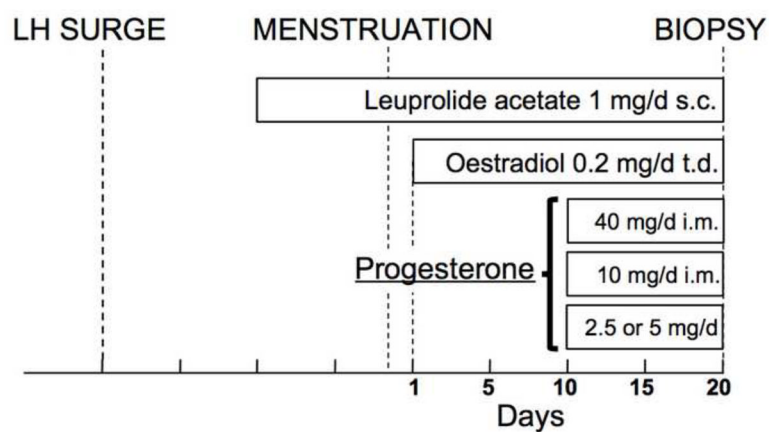 LH SURGE
MENSTRUATION
BIOPSY
Leuprolide acetate 1 mg/d s.c.
Oestradiol 0.2 mg/d t.d.
40 mg/d i.m.
Progesterone
10 mg/d i.m.
2.5 or 5 mg/d
1 5 10 15 20
Days